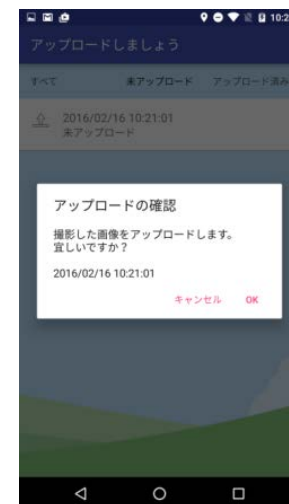 10:2
アップロードしましょう
すべて 未アップロード アップロード済み
2016/02/16 10:21:01
未アップロード
アップロードの確認
撮影した画像をアップロードします。
宜しいですか？
2016/02/16 10:21:01
キャンセル OK